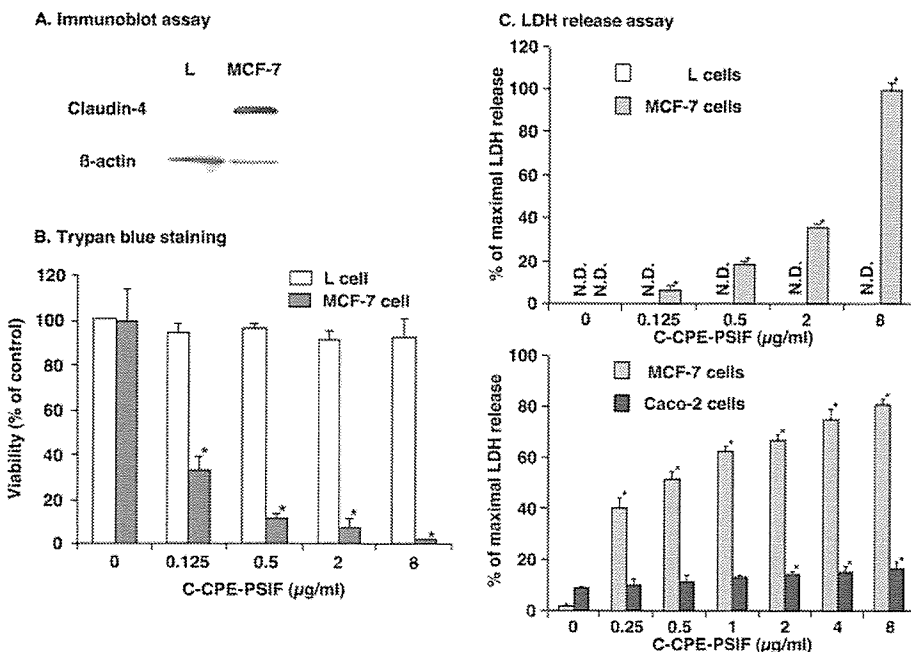 A. Immunoblot assay
L MCF-7
Claudin-4
ß-actin
B. Trypan blue staining
120
100
80
60
40
20
0
Viability (% of control)
L cell
MCF-7 cell
*
*
*
*
0 0.125 0.5 2 8
C-CPE-PSIF (µg/ml)
C. LDH release assay
120
100
80
60
40
20
0
% of maximal LDH release
L cells
MCF-7 cells
N.D. N.D. N.D. N.D. N.D. N.D.
*
*
*
*
0 0.125 0.5 2 8
C-CPE-PSIF (µg/ml)
100
80
60
40
20
0
% of maximal LDH release
MCF-7 cells
Caco-2 cells
* * * * * *
* * *
0 0.25 0.5 1 2 4 8
C-CPE-PSIF (µg/ml)